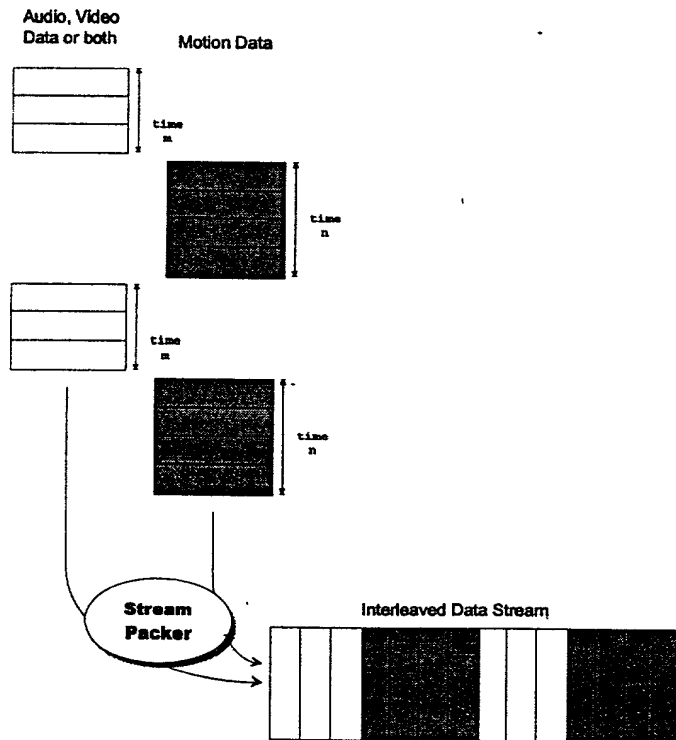 Audio, Video
Data or both
Motion Data
time
m
time
n
time
m
time
n
Stream
Packer
Interleaved Data Stream